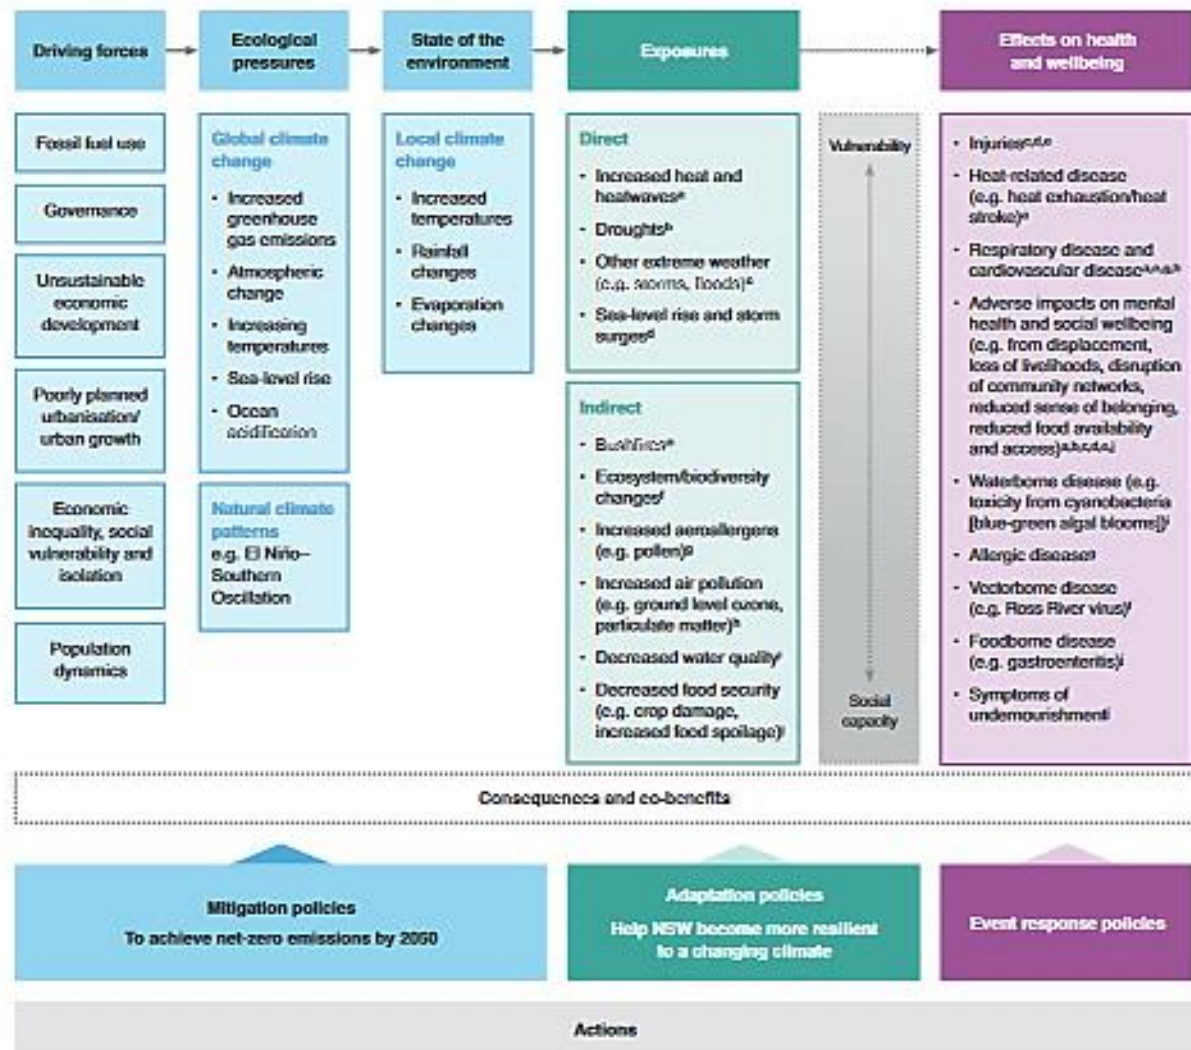 Driving forces
Ecological
pressures
State of the
environment
Exposures
Effects on health
and wellbeing
Fossil fuel use
Governance
Unsustainable
economic
development
Poorly planned
urbanisation/
urban growth
Economic
inequality, social
vulnerability and
isolation
Population
dynamics
Global climate
change
• Increased
greenhouse
gas emissions
• Atmospheric
change
• Increasing
temperatures
• Sea-level rise
• Ocean
acidification
Natural climate
patterns
e.g. El Niño–
Southern
Oscillation
Local climate
change
• Increased
temperatures
• Rainfall
changes
• Evaporation
changes
Direct
• Increased heat and
heatwaves
• Droughts
• Other extreme weather
(e.g. storms, floods)
• Sea-level rise and storm
surges
Indirect
• Bushfires
• Ecosystem/biodiversity
changes
• Increased aeroallergens
(e.g. pollen)
• Increased air pollution
(e.g. ground level ozone,
particulate matter)
• Decreased water quality
• Decreased food security
(e.g. crop damage,
increased food spoilage)
Vulnerability
Social
capacity
• Injuries
• Heat-related disease
(e.g. heat exhaustion/heat
stroke)
• Respiratory disease and
cardiovascular disease
• Adverse impacts on mental
health and social wellbeing
(e.g. from displacement,
loss of livelihoods, disruption
of community networks,
reduced sense of belonging,
reduced food availability
and access)
• Waterborne disease (e.g.
toxicity from cyanobacteria
[blue-green algal blooms])
• Allergic disease
• Vectorborne disease
(e.g. Ross River virus)
• Foodborne disease
(e.g. gastroenteritis)
• Symptoms of
undernourishment
Consequences and co-benefits
Mitigation policies
To achieve net-zero emissions by 2050
Adaptation policies
Help NSW become more resilient
to a changing climate
Event response policies
Actions